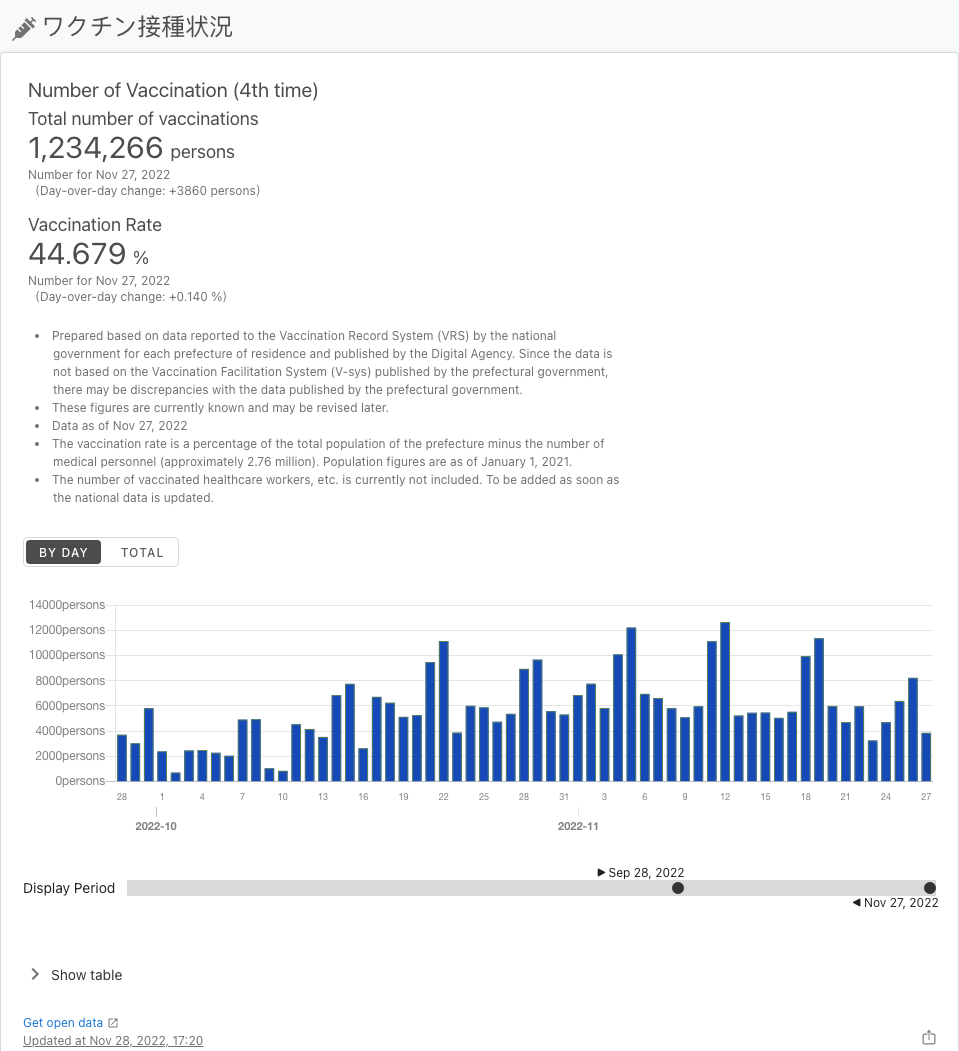 ワクチン接種状況
Number of Vaccination (4th time)
Total number of vaccinations
1,234,266 persons
Number for Nov 27, 2022
(Day-over-day change: +3860 persons)
Vaccination Rate
44.679 %
Number for Nov 27, 2022
(Day-over-day change: +0.140 %)
• Prepared based on data reported to the Vaccination Record System (VRS) by the national
government for each prefecture of residence and published by the Digital Agency. Since the data is
not based on the Vaccination Facilitation System (V-sys) published by the prefectural government,
there may be discrepancies with the data published by the prefectural government.
• These figures are currently known and may be revised later.
• Data as of Nov 27, 2022
• The vaccination rate is a percentage of the total population of the prefecture minus the number of
medical personnel (approximately 2.76 million). Population figures are as of January 1, 2021.
• The number of vaccinated healthcare workers, etc. is currently not included. To be added as soon as
the national data is updated.
BY DAY TOTAL
14000persons
12000persons
10000persons
8000persons
6000persons
4000persons
2000persons
0persons
28 1 4 7 10 13 16 19 22 25 28 31 3 6 9 12 15 18 21 24 27
2022-10 2022-11
Sep 28, 2022
Display Period
Nov 27, 2022
Show table
Get open data
Updated at Nov 28, 2022, 17:20